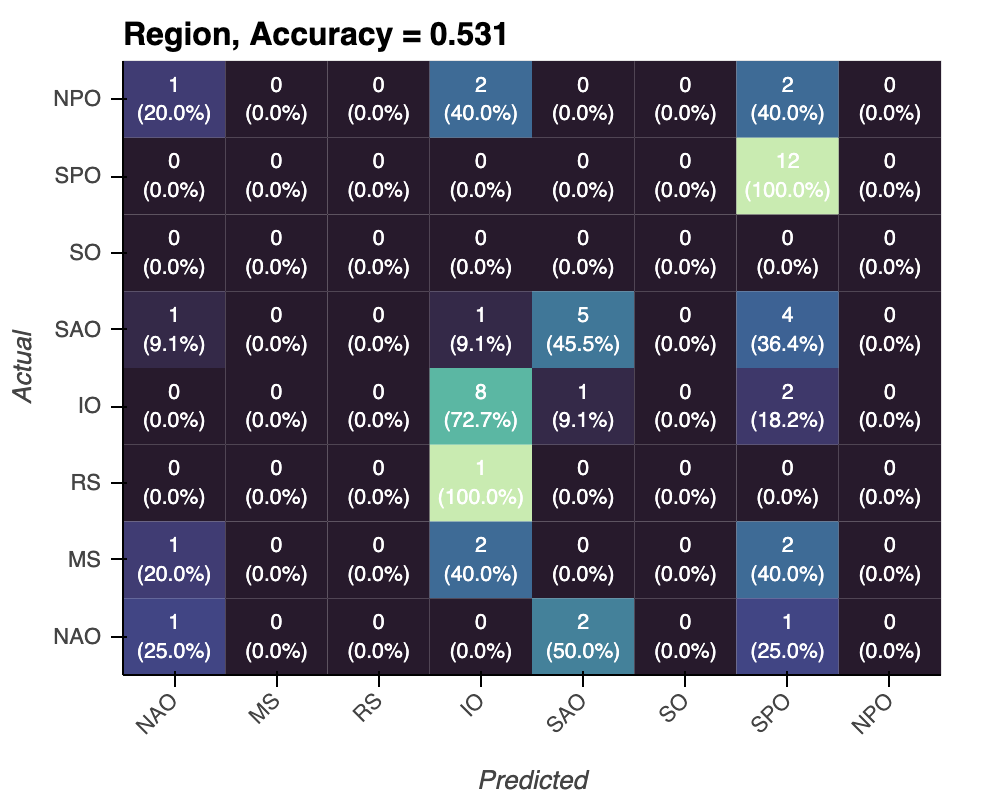 Region, Accuracy = 0.531
NPO
1 0 0 2 0 0 2 0
(20.0%) (0.0%) (0.0%) (40.0%) (0.0%) (0.0%) (40.0%) (0.0%)
SPO
0 0 0 0 0 0 12 0
(0.0%) (0.0%) (0.0%) (0.0%) (0.0%) (0.0%) (100.0%) (0.0%)
SO
0 0 0 0 0 0 0 0
(0.0%) (0.0%) (0.0%) (0.0%) (0.0%) (0.0%) (0.0%) (0.0%)
SAO
1 0 0 1 5 0 4 0
(9.1%) (0.0%) (0.0%) (9.1%) (45.5%) (0.0%) (36.4%) (0.0%)
IO
0 0 0 8 1 0 2 0
(0.0%) (0.0%) (0.0%) (72.7%) (9.1%) (0.0%) (18.2%) (0.0%)
RS
0 0 0 1 0 0 0 0
(0.0%) (0.0%) (0.0%) (100.0%) (0.0%) (0.0%) (0.0%) (0.0%)
MS
1 0 0 2 0 0 2 0
(20.0%) (0.0%) (0.0%) (40.0%) (0.0%) (0.0%) (40.0%) (0.0%)
NAO
1 0 0 0 2 0 1 0
(25.0%) (0.0%) (0.0%) (0.0%) (50.0%) (0.0%) (25.0%) (0.0%)
Actual
NAO MS RS IO SAO SO SPO NPO
Predicted